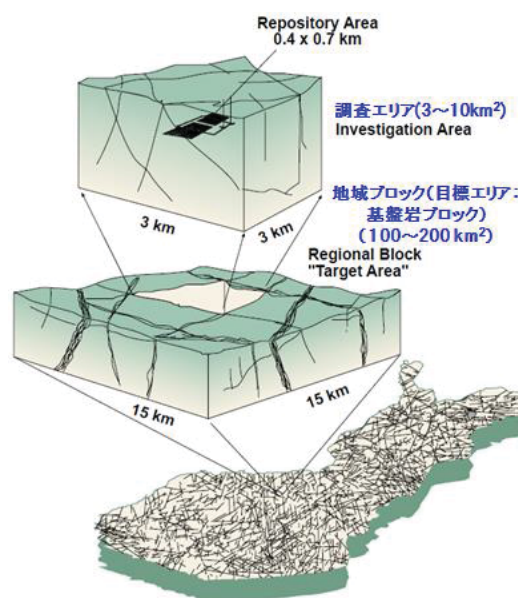 Repository Area
0.4 x 0.7 km
調査エリア(3〜10km²)
Investigation Area
3 km
3 km
地域ブロック(目標エリア:
基盤岩ブロック)
(100〜200 km²)
Regional Block
"Target Area"
15 km
15 km